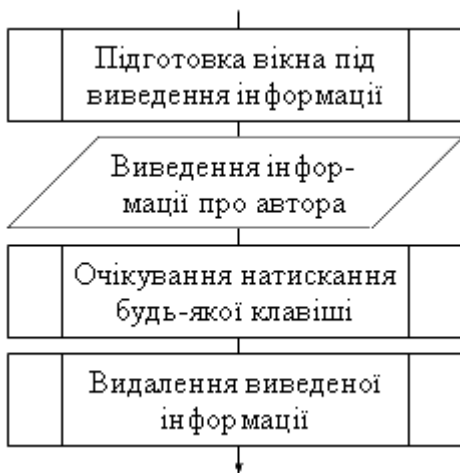 Підготовка вікна під
виведення інформації
Виведення інфор-
мації про автора
Очікування натискання
будь-якої клавіші
Видалення виведеної
інформації